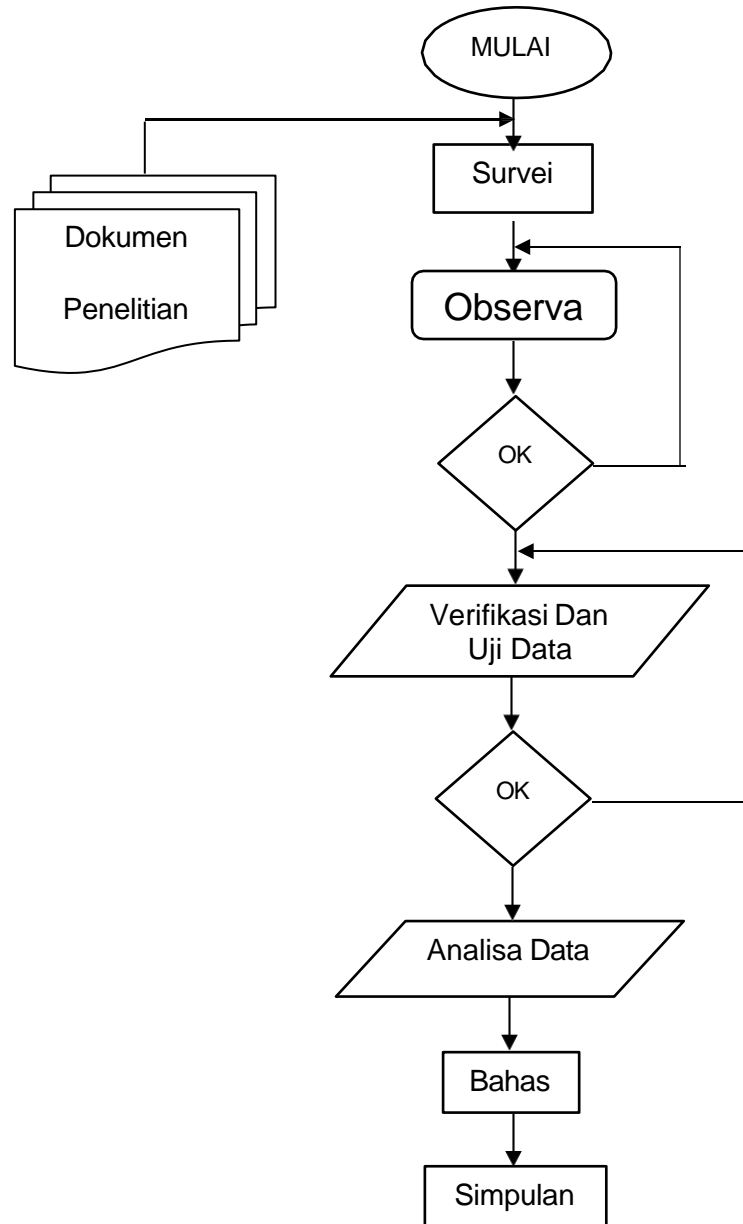 MULAI
Survei
Dokumen
Penelitian
Observa
OK
Verifikasi Dan
Uji Data
OK
Analisa Data
Bahas
Simpulan